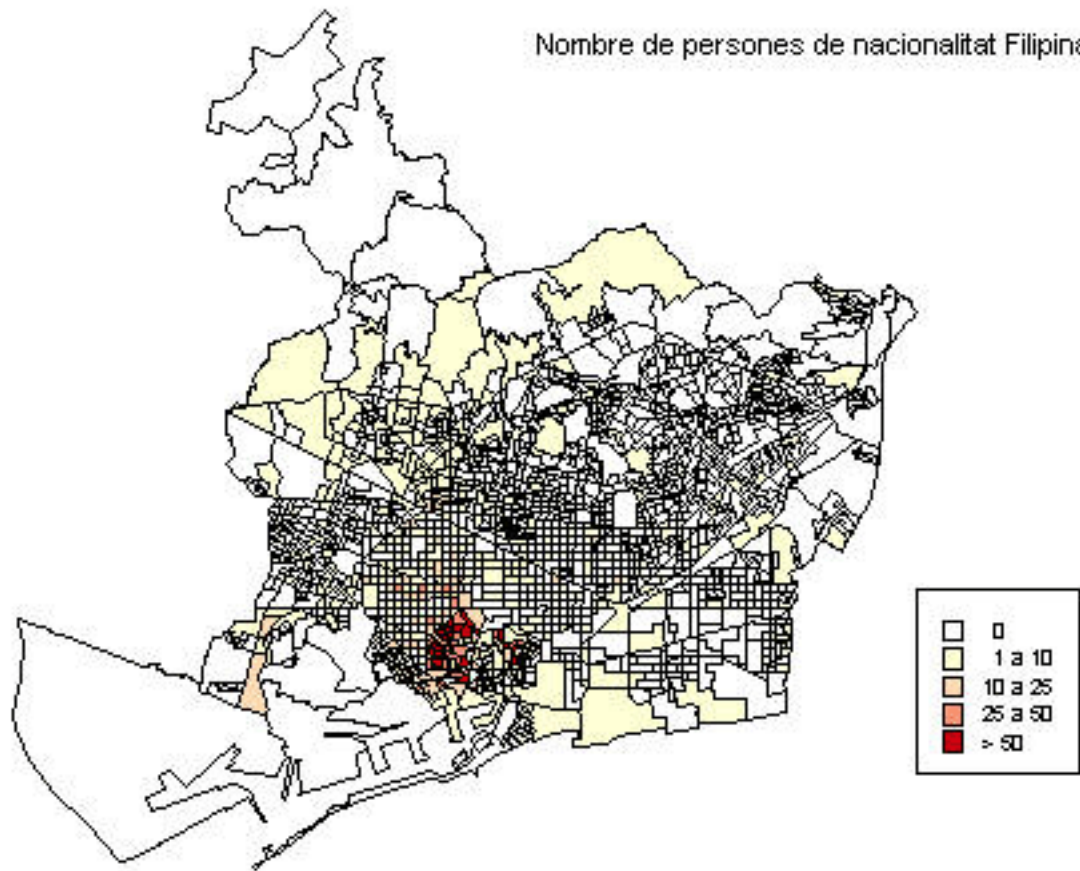 Nombre de persones de nacionalitat Filipina
0
1 a 10
10 a 25
25 a 50
> 50